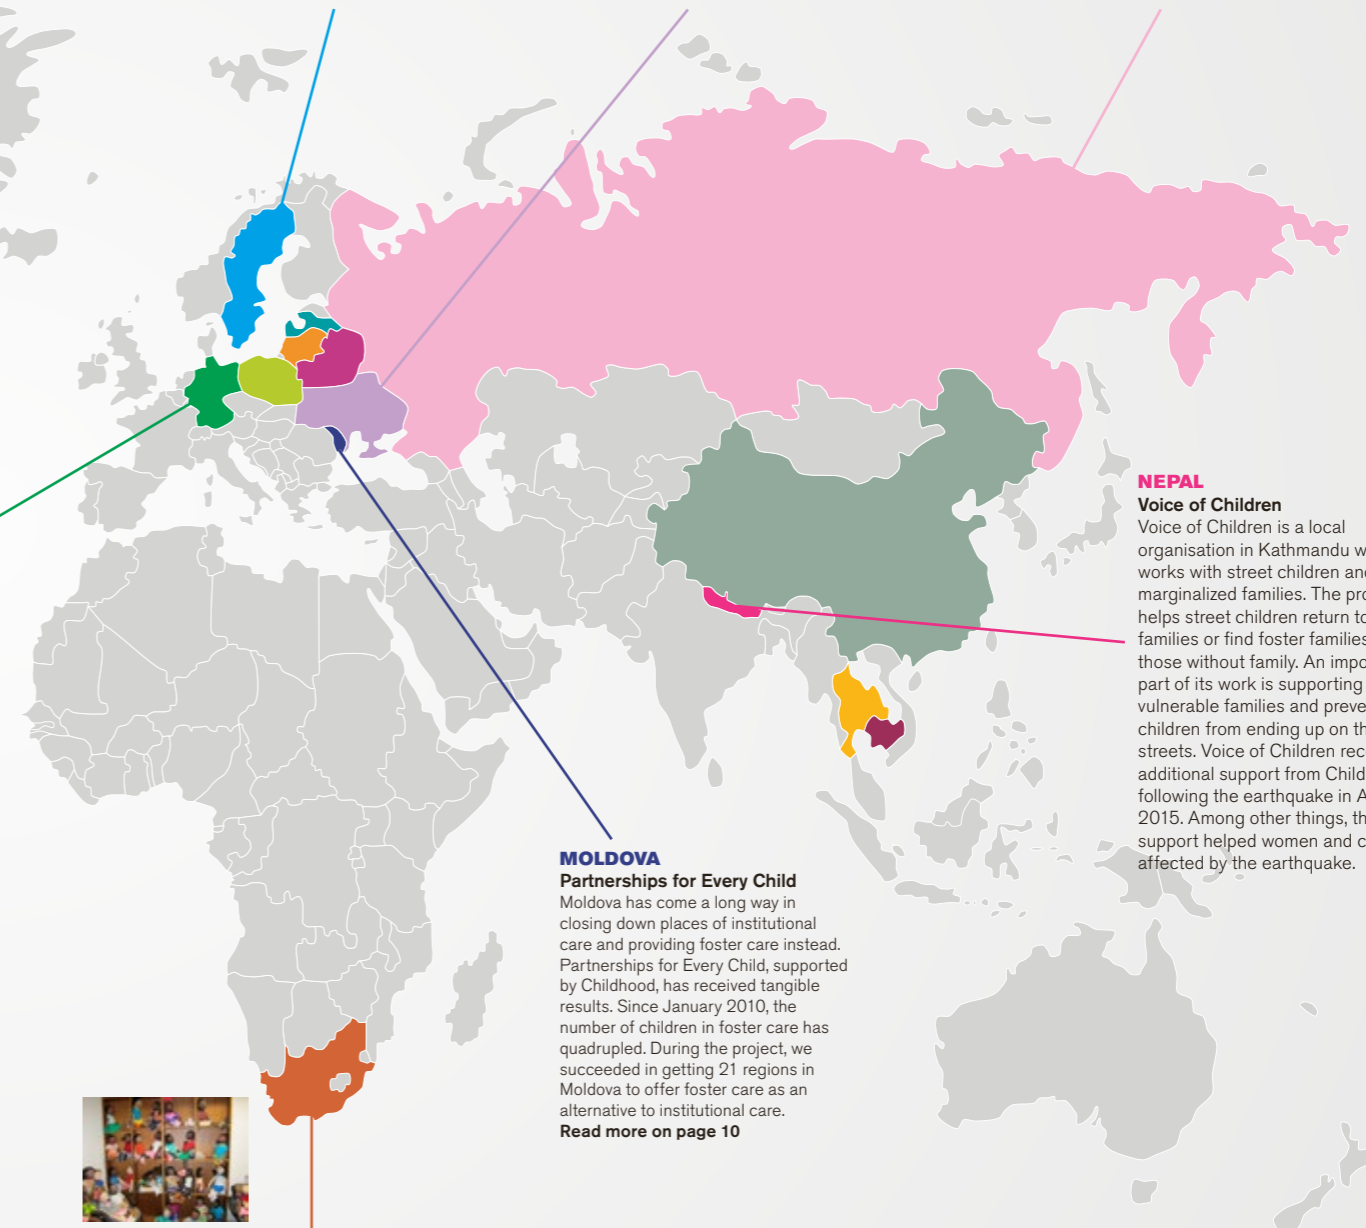 NEPAL
Voice of Children
Voice of Children is a local
organisation in Kathmandu
works with street children
marginalized families. The
helps street children return
families or find foster families
those without family. An
part of its work is supporting
vulnerable families and
children from ending up on
streets. Voice of Children
additional support from
following the earthquake in
2015. Among other things,
support helped women and
affected by the earthquake.
MOLDOVA
Partnerships for Every Child
Moldova has come a long way in
closing down places of institutional
care and providing foster care instead.
Partnerships for Every Child, supported
by Childhood, has received tangible
results. Since January 2010, the
number of children in foster care has
quadrupled. During the project, we
succeeded in getting 21 regions in
Moldova to offer foster care as an
alternative to institutional care.
Read more on page 10